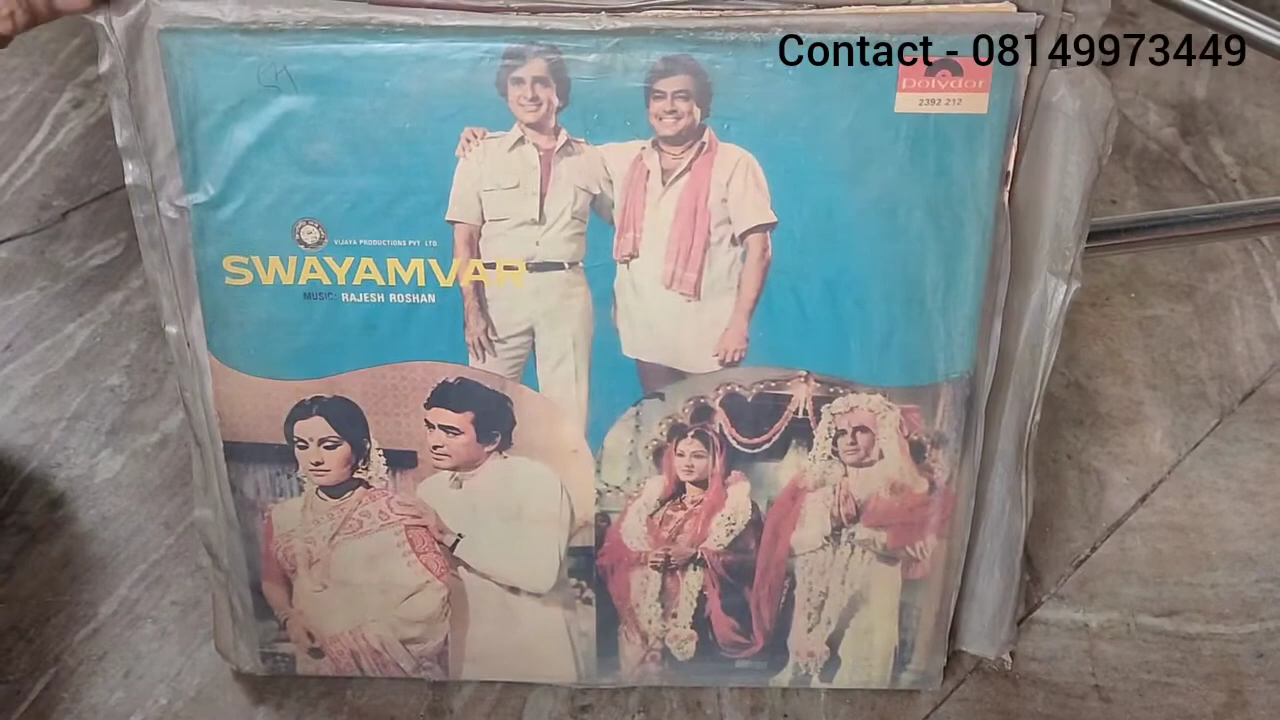 Contact - 08149973449
polydor
2392 212
VIJAYA PRODUCTIONS PVT LTD
SWAYAMVAR
MUSIC: RAJESH ROSHAN